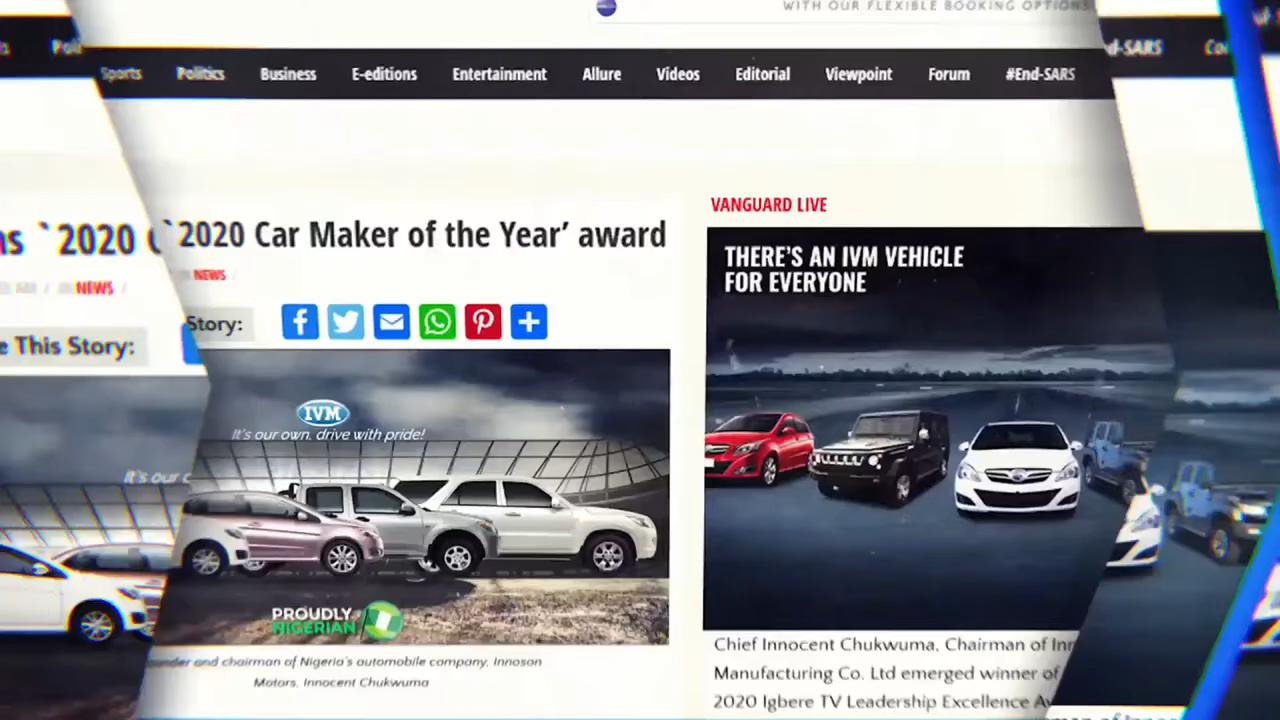 WITH OUR FLEXIBLE BOOKING OPTIONS
Sports Politics Business E-editions Entertainment Allure Videos Editorial Viewpoint Forum #End-SARS
VANGUARD LIVE
`2020 Car Maker of the Year' award
NEWS
NEWS
Story:
e This Story:
THERE'S AN IVM VEHICLE
FOR EVERYONE
IVM
It's our own, drive with pride!
It's our
PROUDLY
NIGERIAN
and chairman of Nigeria's automobile company, Innoson
Motors, Innocent Chukwuma
Chief Innocent Chukwuma, Chairman of
Manufacturing Co. Ltd emerged winner of
2020 Igbere TV Leadership Excellence